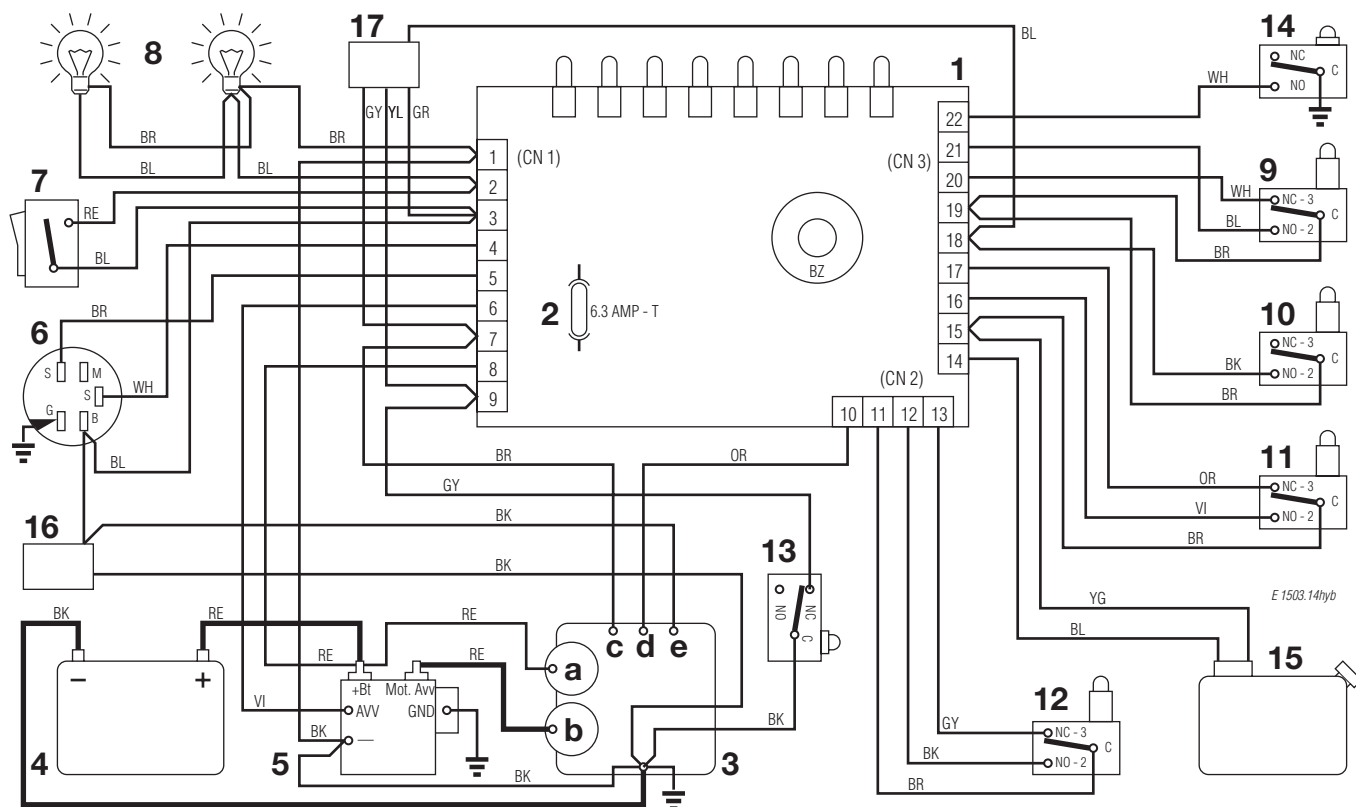 8
17
GY YL GR
BL
1
14
NC
C
NO
WH
BR
BR
BL
BL
7
RE
BL
1
2
3
4
5
6
7
8
9
(CN 1)
22
21
20
19
18
17
16
15
14
(CN 3)
9
WH
NC - 3
C
BL
NO - 2
BR
BZ
2
6.3 AMP - T
10
NC - 3
C
BK
NO - 2
BR
6
BR
S
M
S
WH
G
B
BL
(CN 2)
10 11 12 13
11
OR
NC - 3
C
VI
NO - 2
BR
BR
OR
GY
16
BK
BK
13
NO
NC
C
BK
YG
BL
E 1503.14hyb
15
BK
RE
–
+
4
RE
RE
RE
c d e
a
b
3
+Bt
Mot. Avv
VI
AVV
GND
BK
—
5
BK
BK
12
GY
NC - 3
C
BK
NO - 2
BR